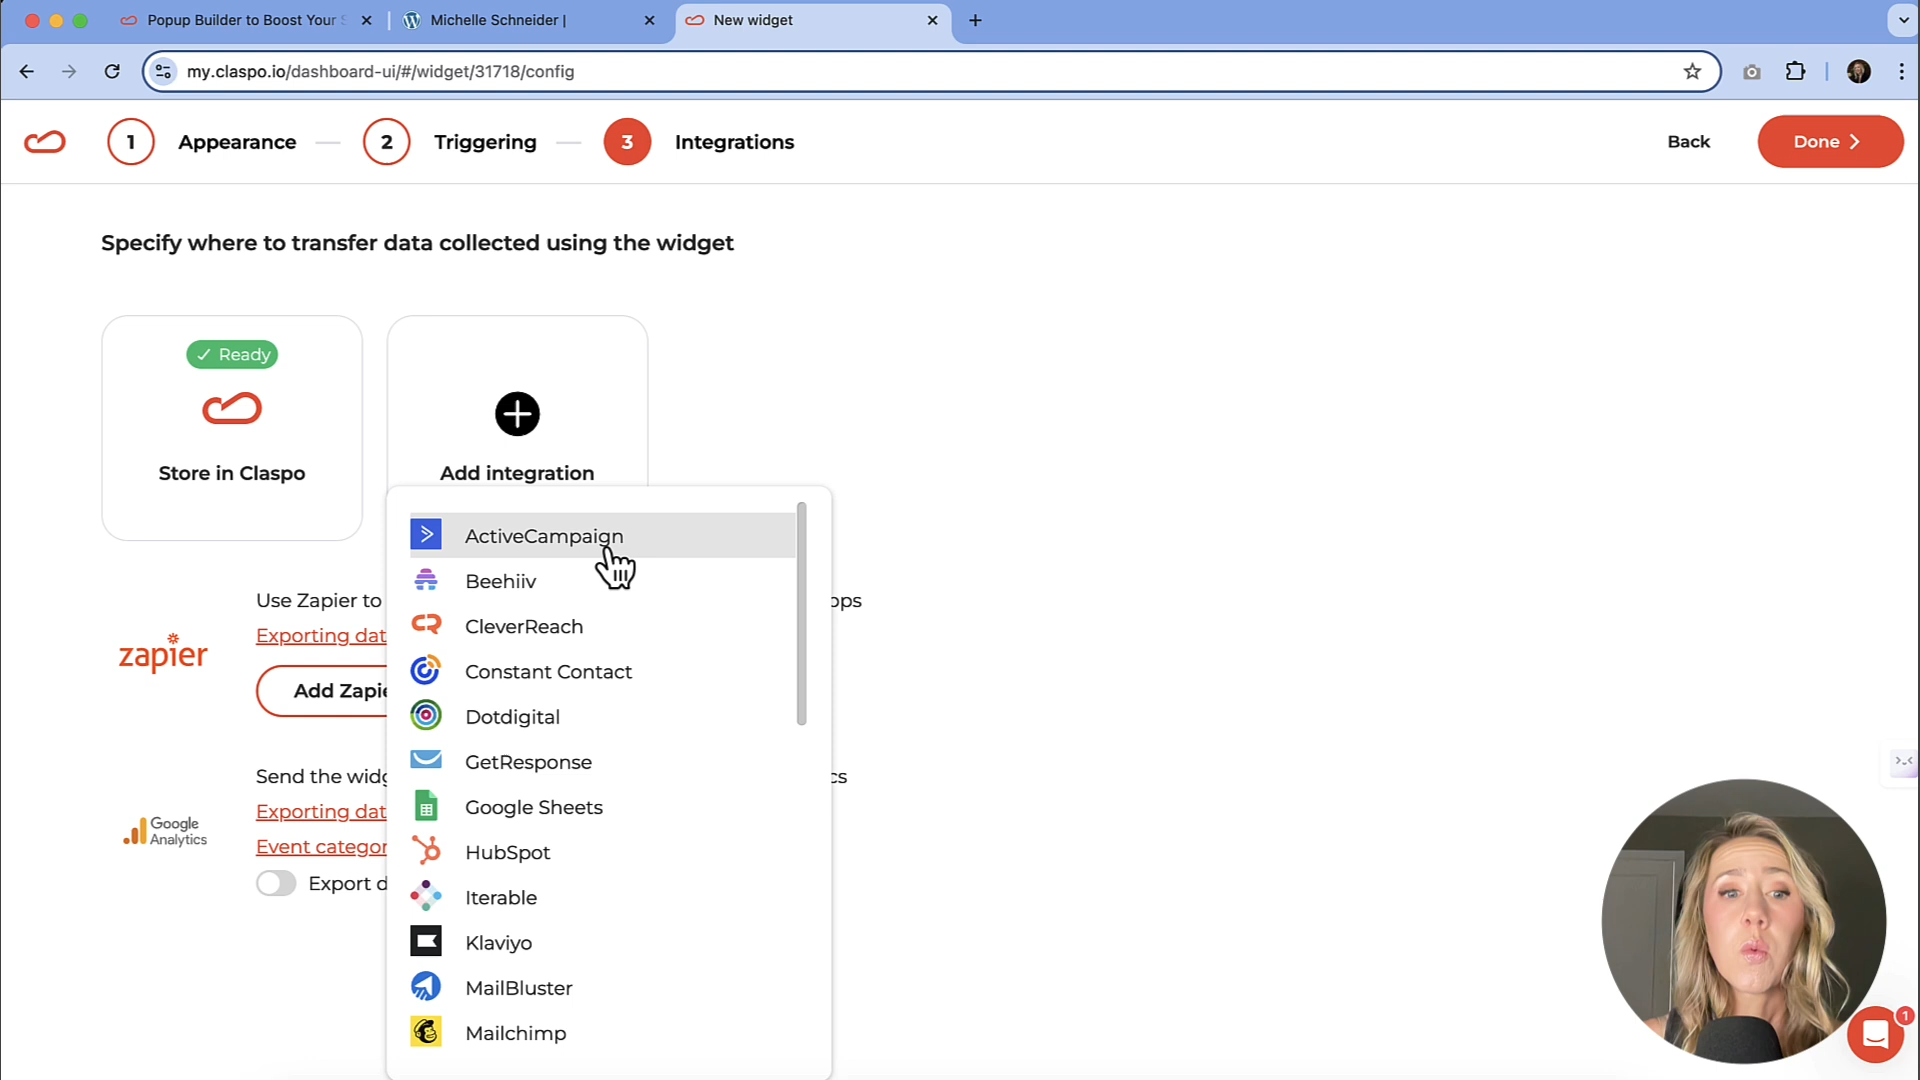 Popup Builder to Boost Your S
Michelle Schneider |
New widget
my.claspo.io/dashboard-ui/#/widget/31718/config
1
Appearance
2
Triggering
3
Integrations
Back
Done
Specify where to transfer data collected using the widget
Ready
Store in Claspo
Add integration
ActiveCampaign
Beehiiv
CleverReach
Constant Contact
Dotdigital
GetResponse
Google Sheets
HubSpot
Iterable
Klaviyo
MailBluster
Mailchimp
zapier
Use Zapier to
ops
Exporting dat
Add Zapie
Google
Analytics
Send the widg
cs
Exporting dat
Event categor
Export d
1